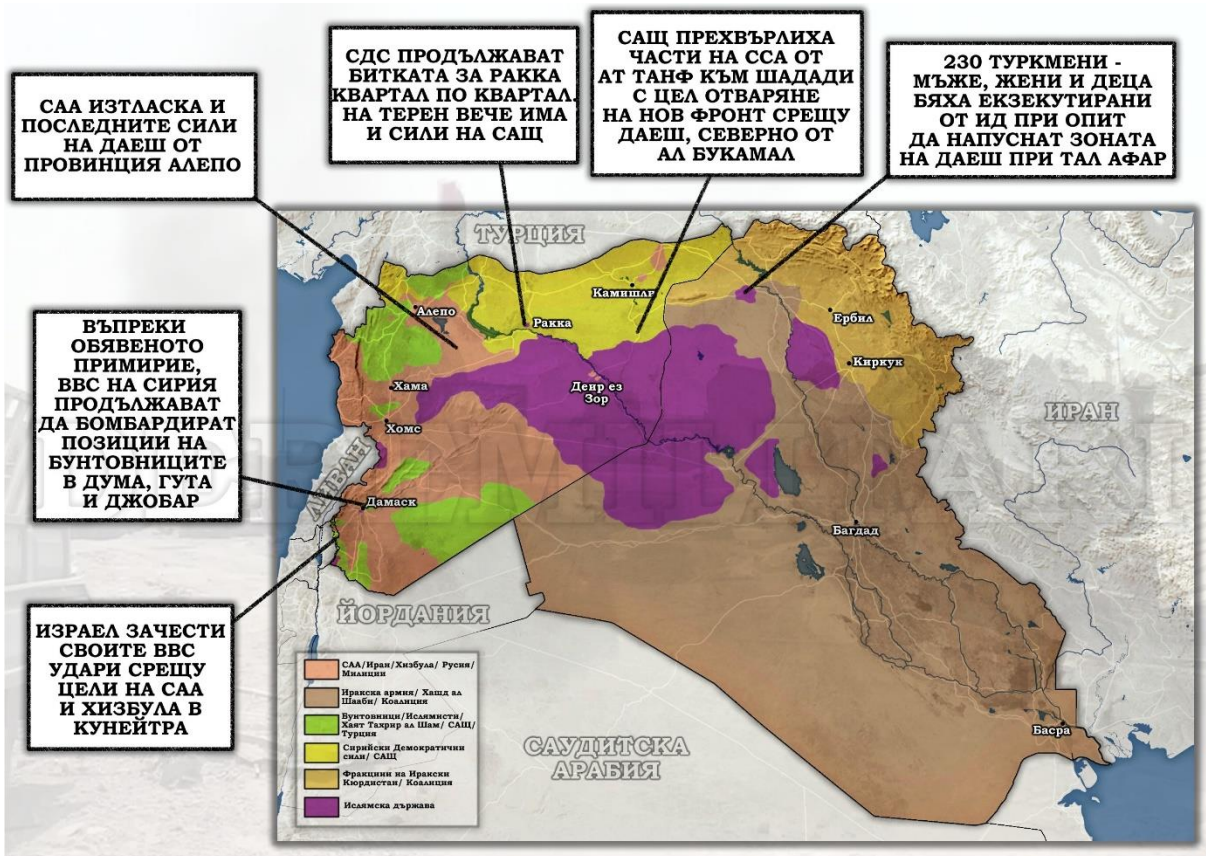 САА ИЗТЛАСКА И
ПОСЛЕДНИТЕ СИЛИ
НА ДАЕШ ОТ
ПРОВИНЦИЯ АЛЕПО
СДС ПРОДЪЛЖАВАТ
БИТКАТА ЗА РАККА
КВАРТАЛ ПО КВАРТАЛ.
НА ТЕРЕН ВЕЧЕ ИМА
И СИЛИ НА САЩ
САЩ ПРЕХВЪРЛИХА
ЧАСТИ НА ССА ОТ
АТ ТАНФ КЪМ ШАДАДИ
С ЦЕЛ ОТВАРЯНЕ
НА НОВ ФРОНТ СРЕЩУ
ДАЕШ, СЕВЕРНО ОТ
АЛ БУКАМАЛ
230 ТУРКМЕНИ -
МЪЖЕ, ЖЕНИ И ДЕЦА
БЯХА ЕКЗЕКУТИРАНИ
ОТ ИД ПРИ ОПИТ
ДА НАПУСНАТ ЗОНАТА
НА ДАЕШ ПРИ ТАЛ АФАР
ВЪПРЕКИ
ОБЯВЕНОТО
ПРИМИРИЕ,
ВВС НА СИРИЯ
ПРОДЪЛЖАВАТ
ДА БОМБАРДИРАТ
ПОЗИЦИИ НА
БУНТОВНИЦИТЕ
В ДУМА, ГУТА
И ДЖОБАР
ИЗРАЕЛ ЗАЧЕСТИ
СВОИТЕ ВВС
УДАРИ СРЕЩУ
ЦЕЛИ НА САА
И ХИЗБУЛА В
КУНЕЙТРА
ТУРЦИЯ
Камишли
Алепо
Ракка
Ербил
Киркук
Хама
Деир ез
Зор
Хомс
ИРАН
ЛИВАН
Дамаск
Багдад
ЙОРДАНИЯ
САУДИТСКА
АРАБИЯ
Басра
САА/Иран/Хизбула/ Русия/
Милиции
Иракска армия/ Хашд ал
Шааби/ Коалиция
Бунтовници/Ислямисти/
Хаят Тахрир ал Шам/ САЩ/
Турция
Сирийски Демократични
сили/ САЩ
Фракциии на Иракски
Кюрдистан/ Коалиция
Ислямска държава